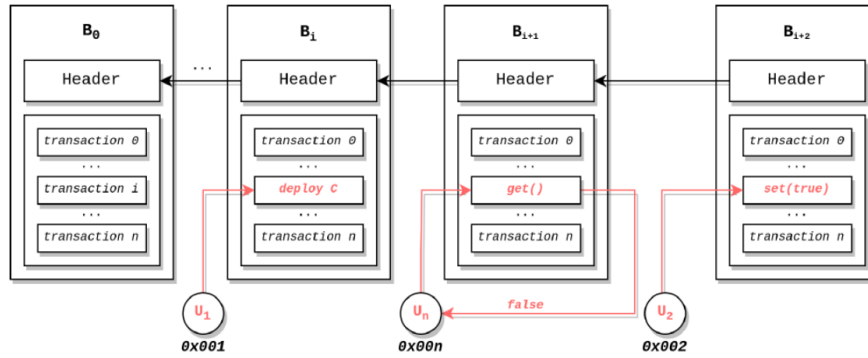 B₀ Bᵢ Bᵢ₊₁ Bᵢ₊₂
Header ... Header Header Header
transaction 0 transaction 0 transaction 0 transaction 0
... ... ... ...
transaction i deploy C get() set(true)
... ... ... ...
transaction n transaction n transaction n transaction n
false
U₁ Uₙ U₂
0x001 0x00n 0x002